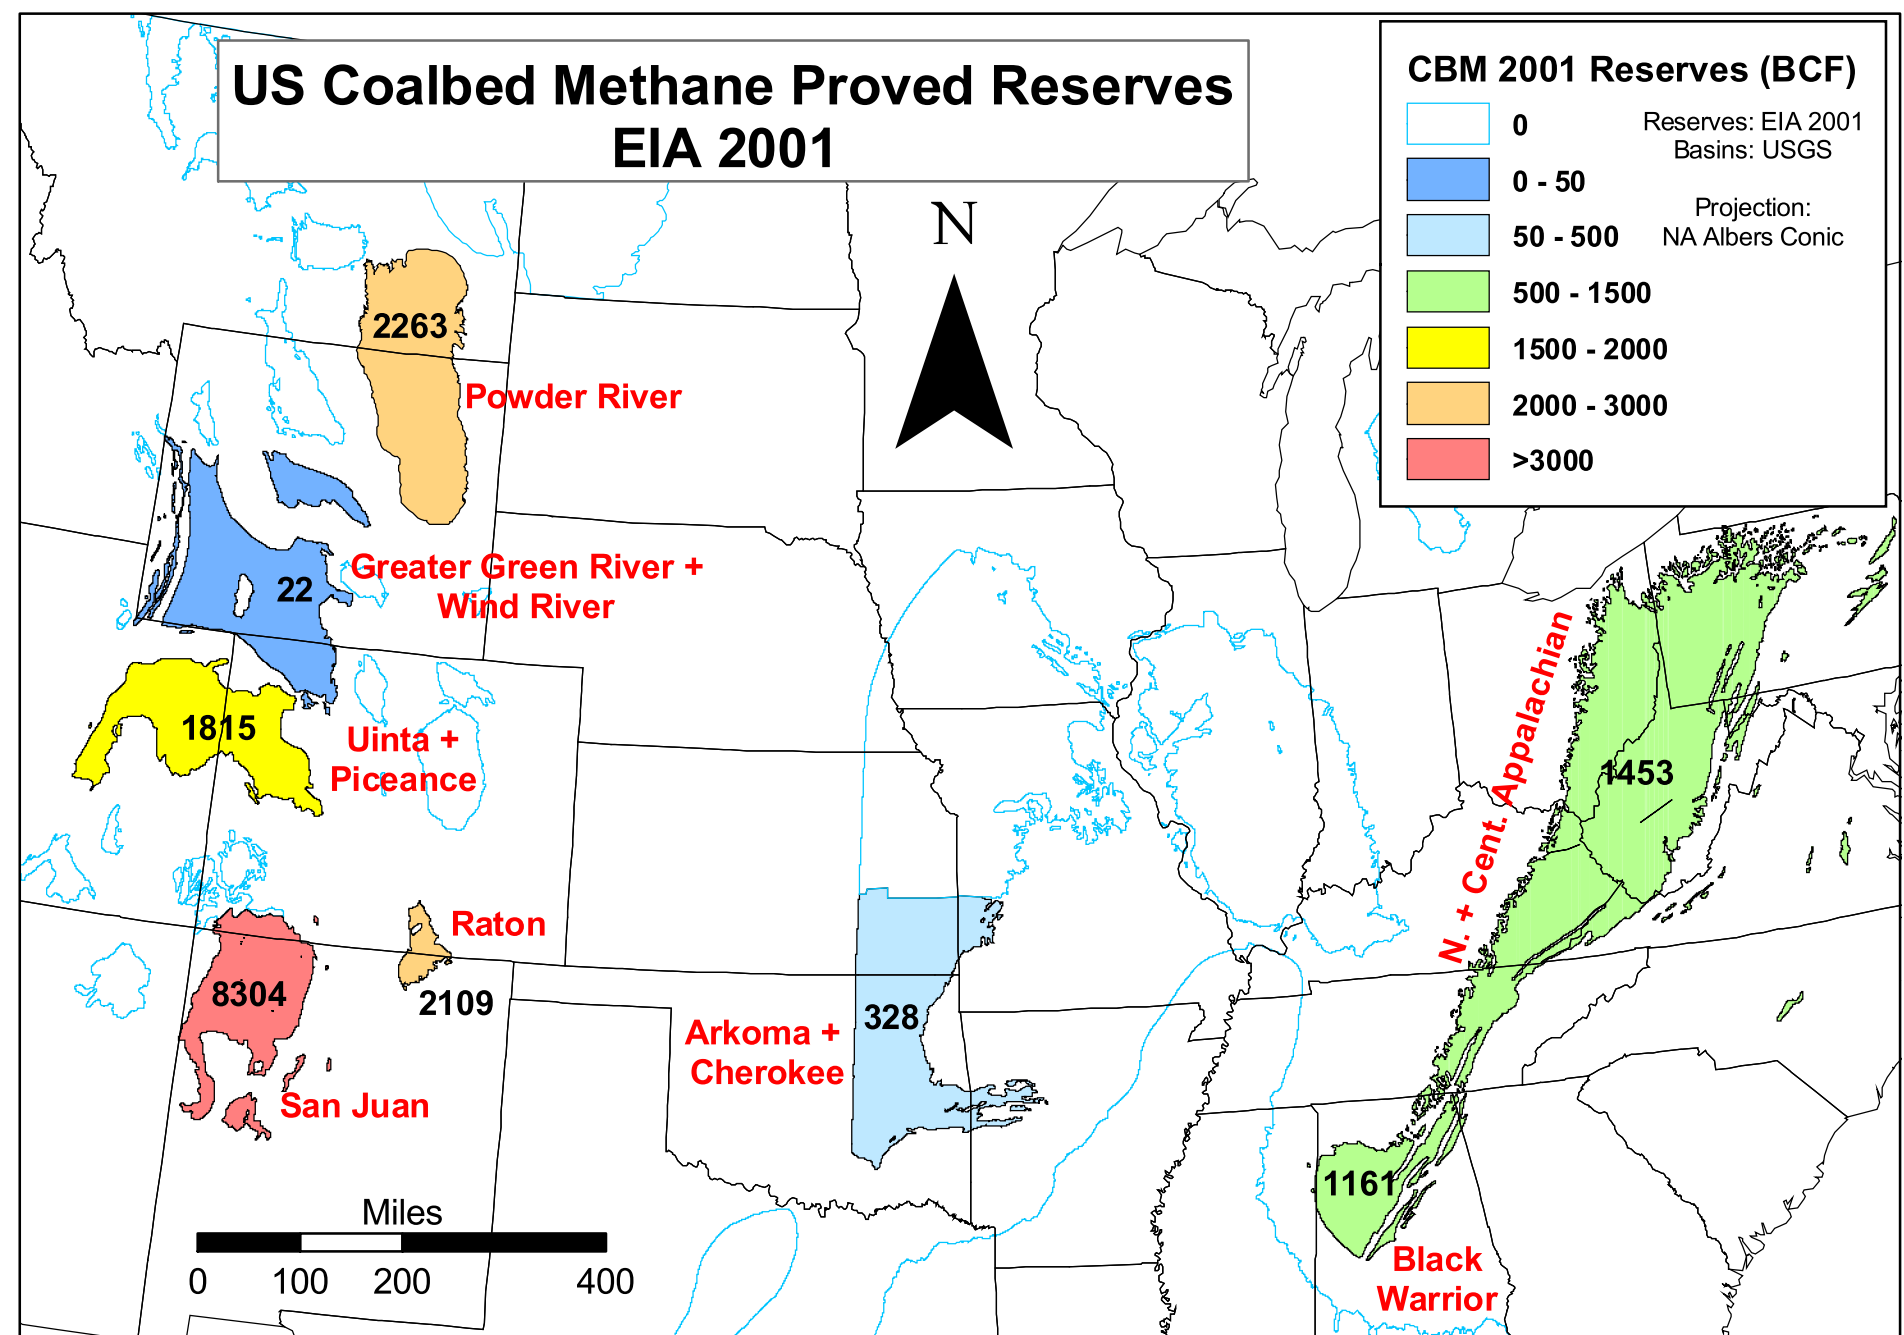 US Coalbed Methane Proved Reserves
EIA 2001
CBM 2001 Reserves (BCF)
0
0 - 50
50 - 500
500 - 1500
1500 - 2000
2000 - 3000
>3000
Reserves: EIA 2001
Basins: USGS
Projection:
NA Albers Conic
N
2263
Powder River
22
Greater Green River +
Wind River
1815
Uinta +
Piceance
Raton
2109
8304
San Juan
328
Arkoma +
Cherokee
N. + Cent. Appalachian
1453
1161
Black
Warrior
Miles
0 100 200 400